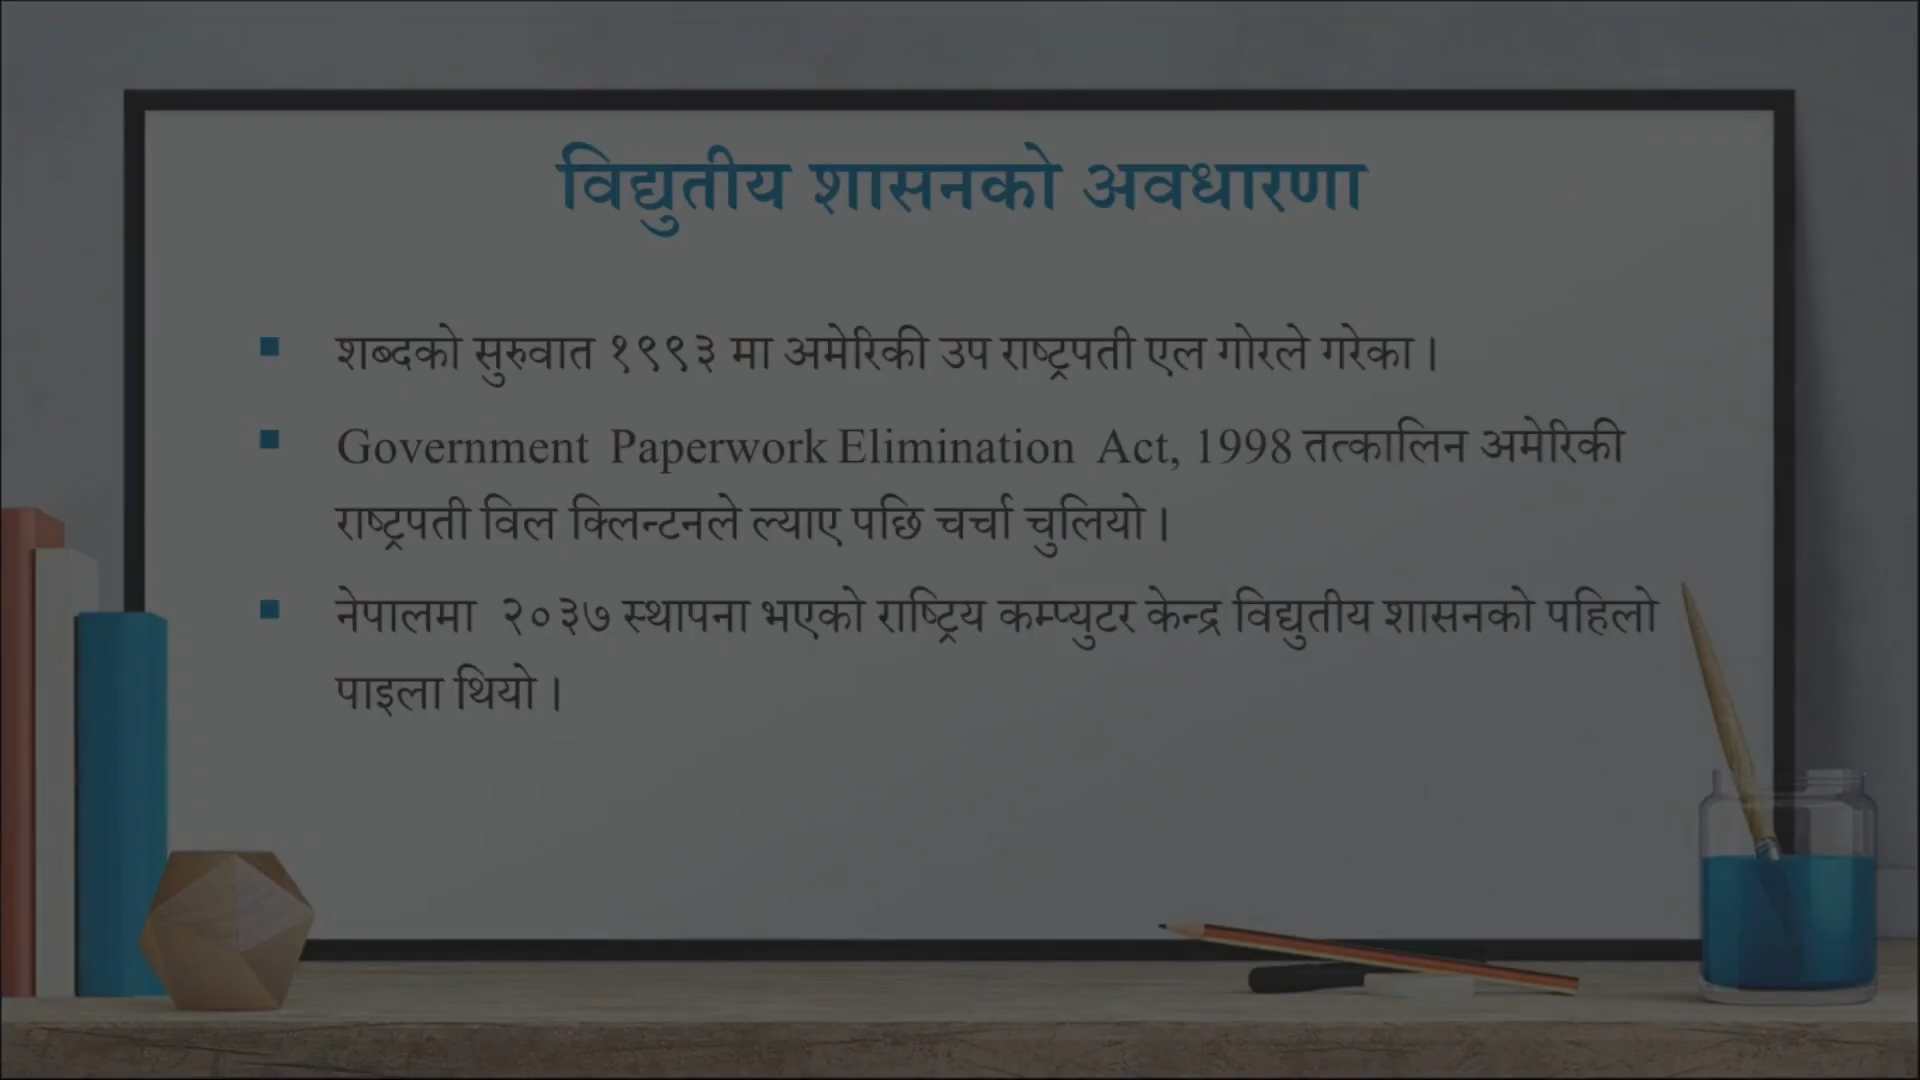 विद्युतीय शासनको अवधारणा
▪ शब्दको सुरुवात १९९३ मा अमेरिकी उप राष्ट्रपती एल गोरले गरेका ।
▪ Government Paperwork Elimination Act, 1998 तत्कालिन अमेरिकी
राष्ट्रपती विल क्लिन्टनले ल्याए पछि चर्चा चुलियो ।
▪ नेपालमा २०३७ स्थापना भएको राष्ट्रिय कम्प्युटर केन्द्र विद्युतीय शासनको पहिलो
पाइला थियो ।